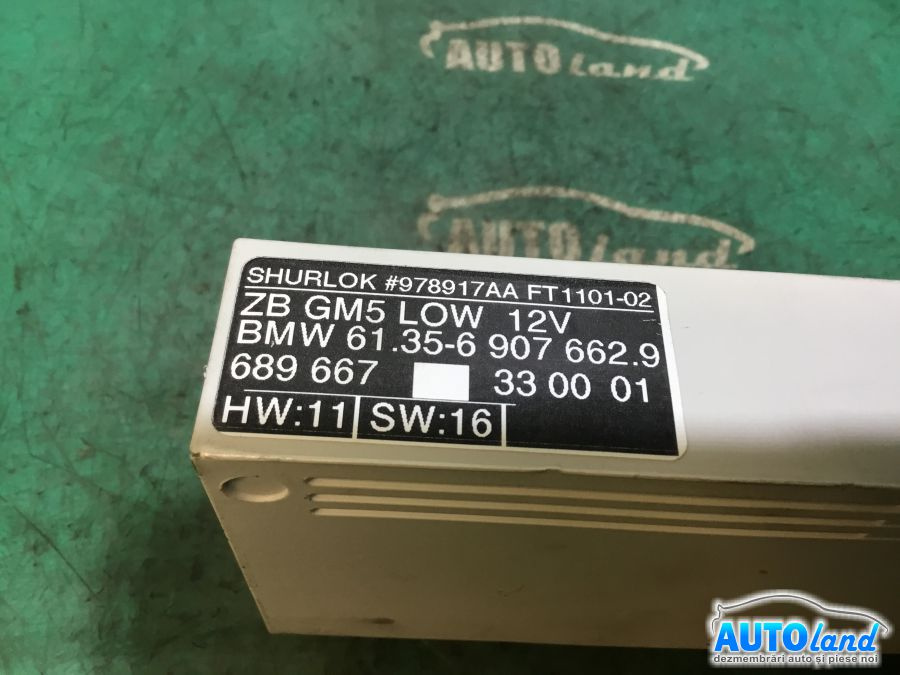 AUTOland
AUTOland
SHURLOK #978917AA FT1101-02
ZB GM5 LOW 12V
BMW 61.35-6 907 662.9
689 667 33 00 01
HW:11 SW:16
AUTOland
dezmembrări auto și piese noi